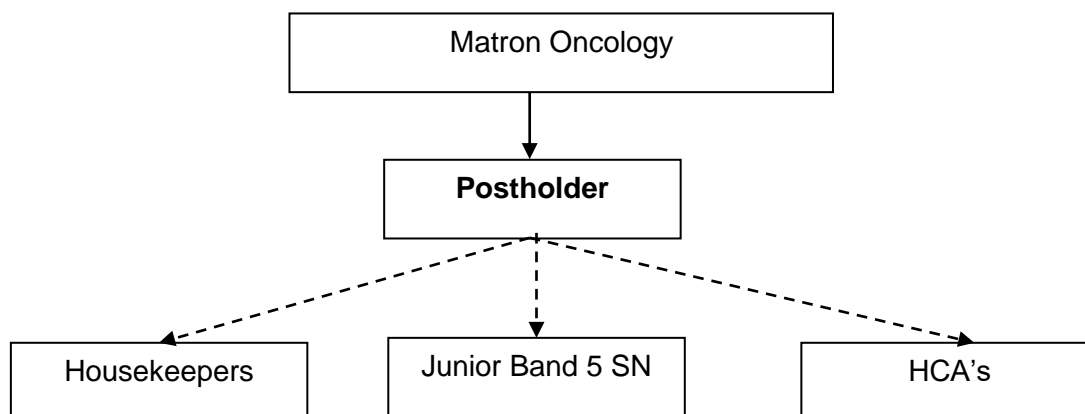 Matron Oncology
Postholder
Housekeepers
Junior Band 5 SN
HCA’s